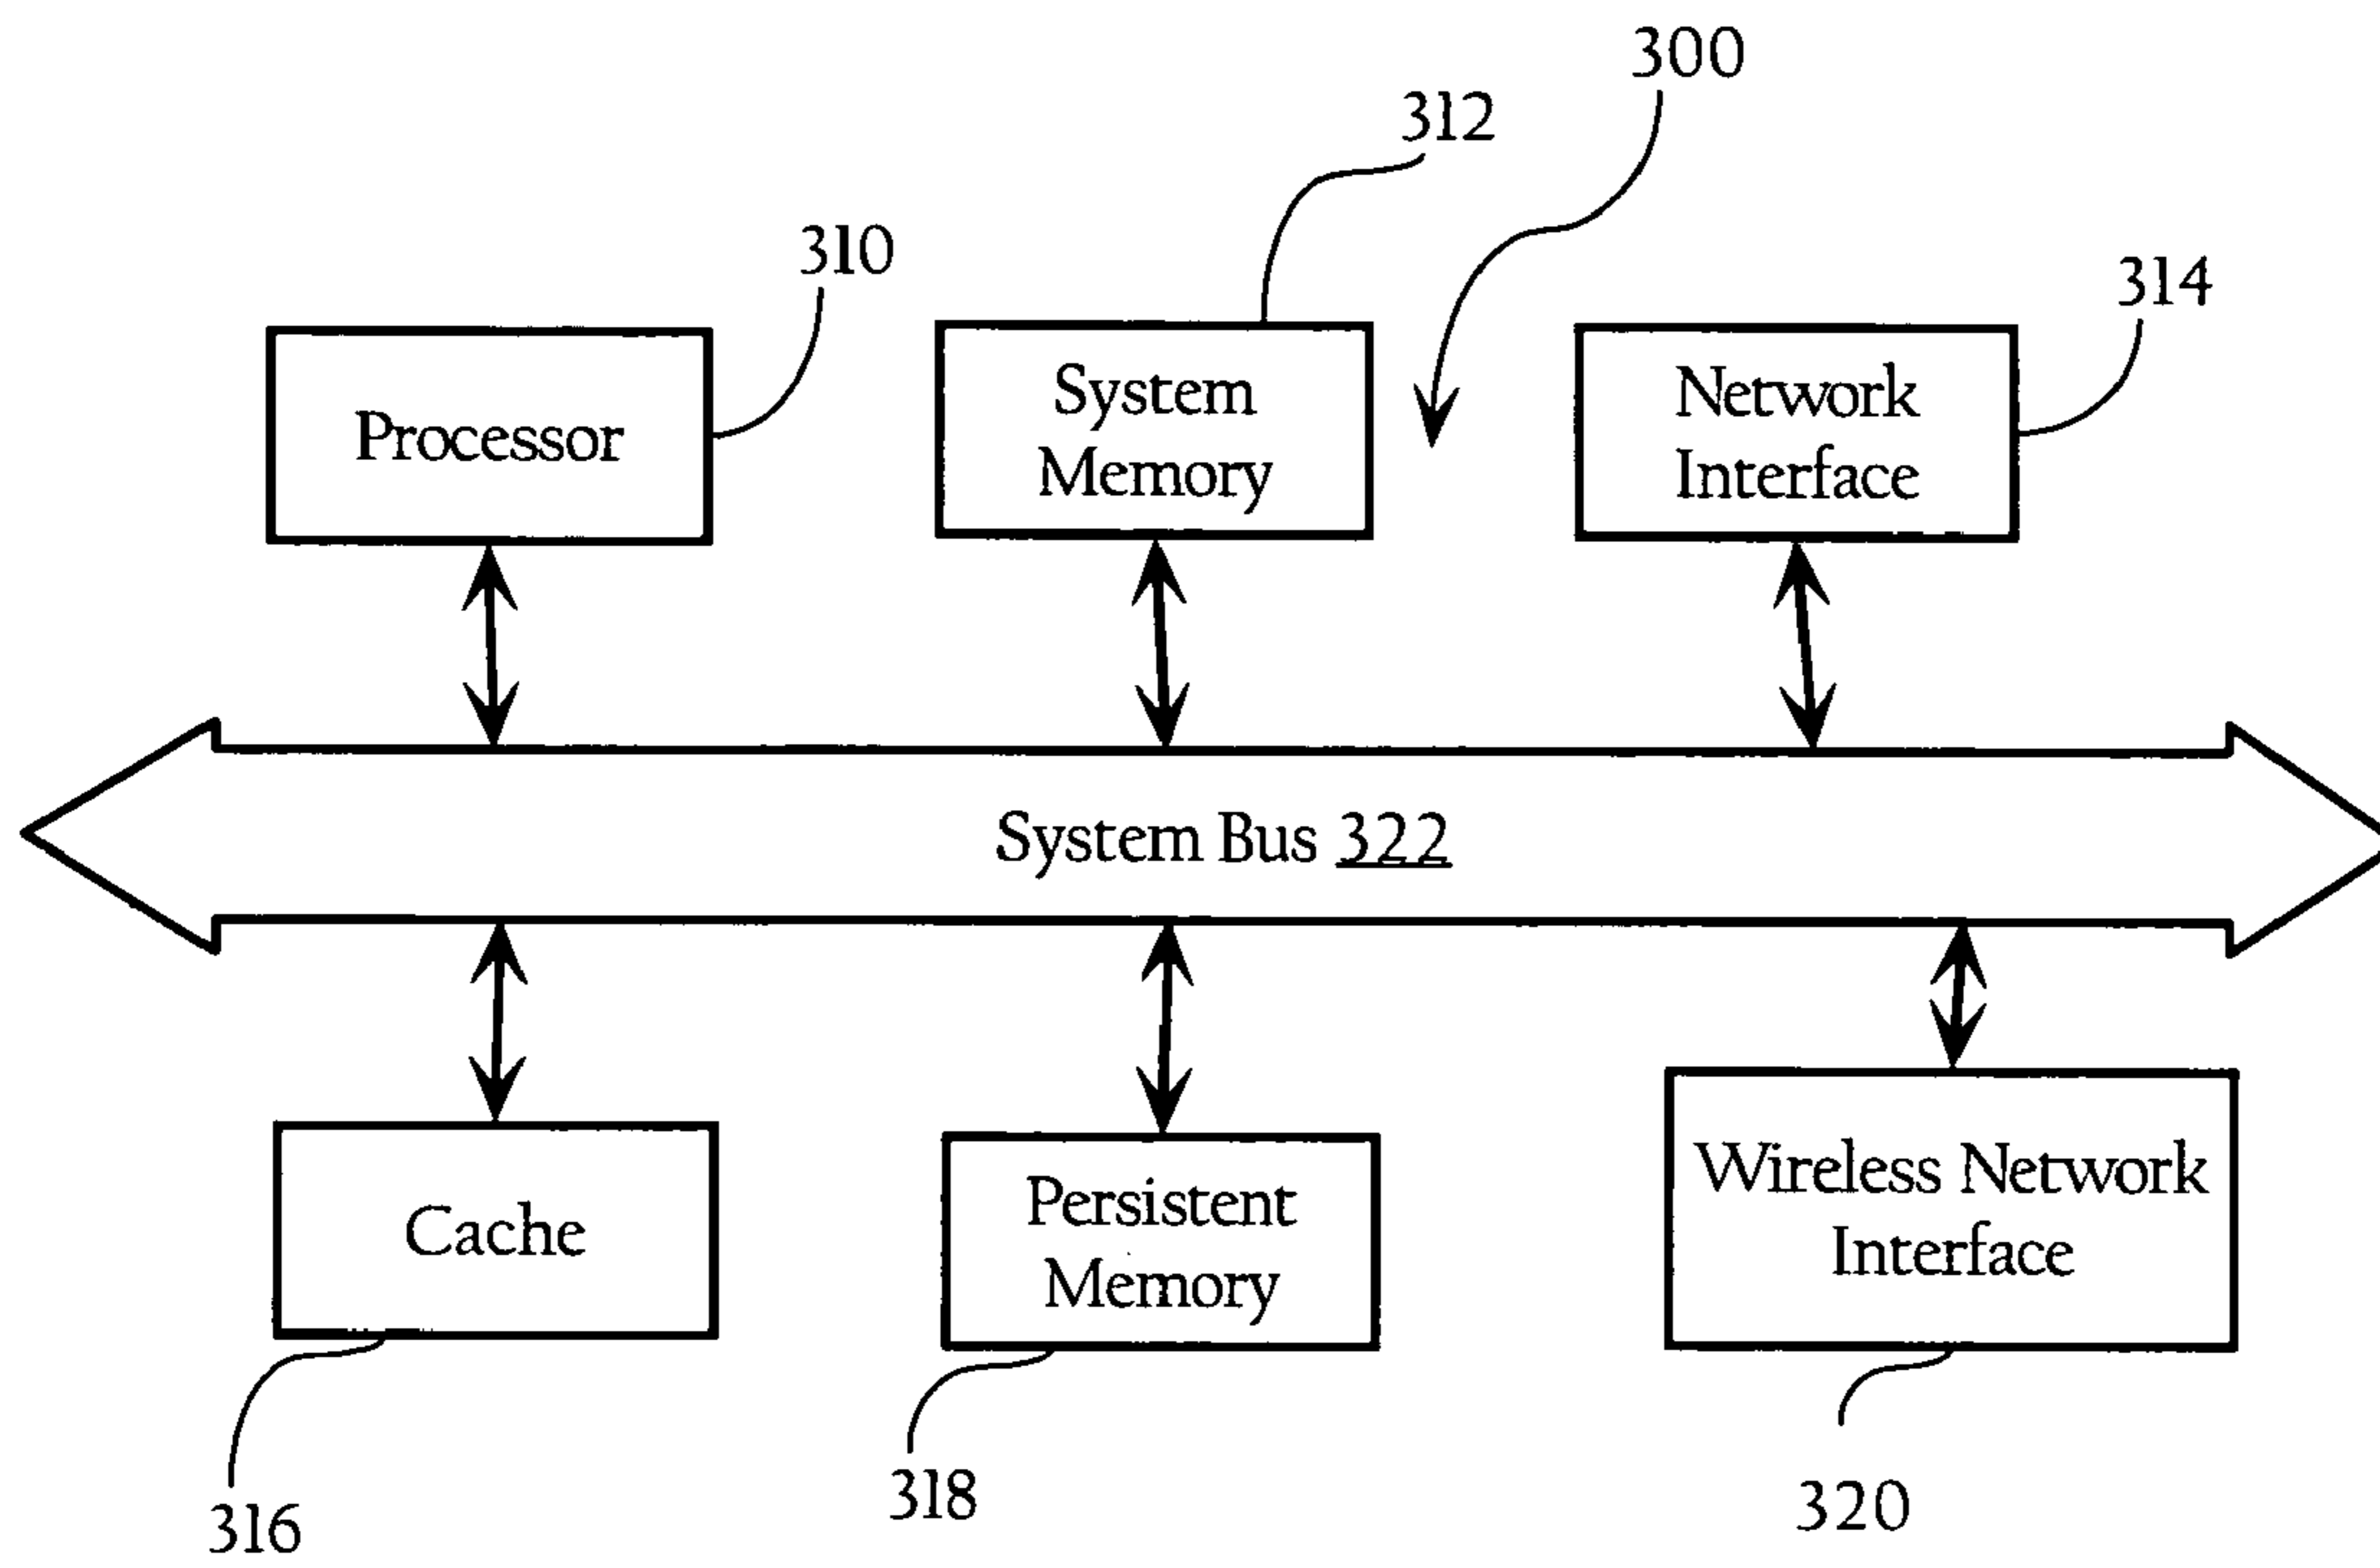 300
312
310
314
Processor
System
Memory
Network
Interface
System Bus 322
Cache
Persistent
Memory
Wireless Network
Interface
316
318
320